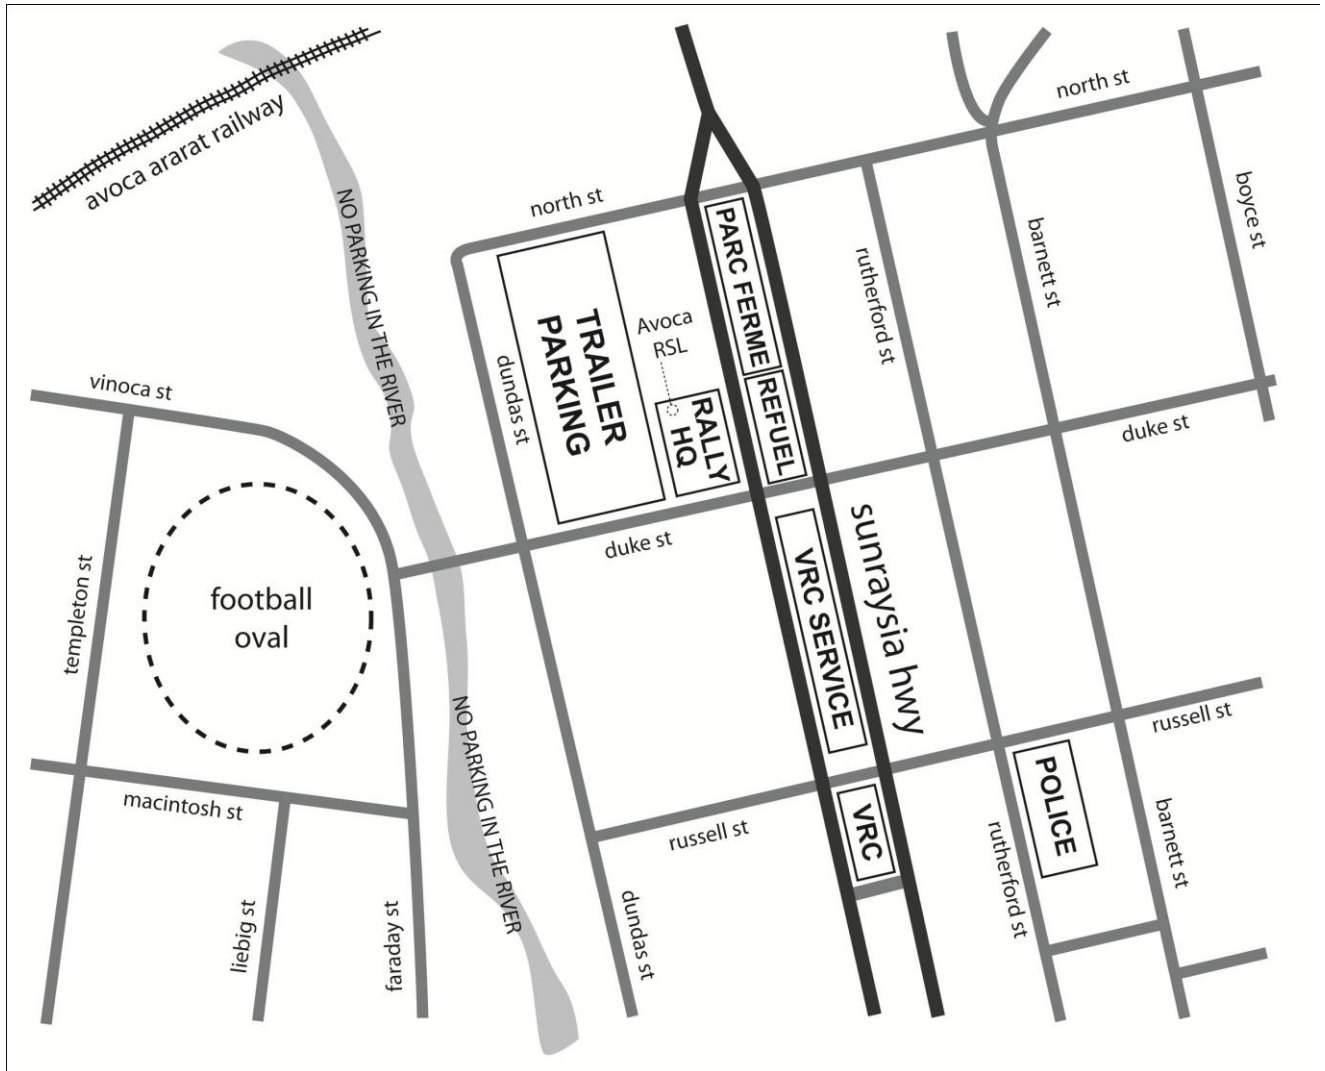 north st
avoca ararat railway
NO PARKING IN THE RIVER
north st
boyce st
PARC FERME
barnett st
rutherford st
TRAILER
PARKING
Avoca
RSL
dundas st
vinoca st
RALLY
HQ
REFUEL
duke st
duke st
sunraysia hwy
VRC SERVICE
templeton st
football
oval
NO PARKING IN THE RIVER
russell st
POLICE
macintosh st
russell st
VRC
barnett st
rutherford st
dundas st
liebig st
faraday st